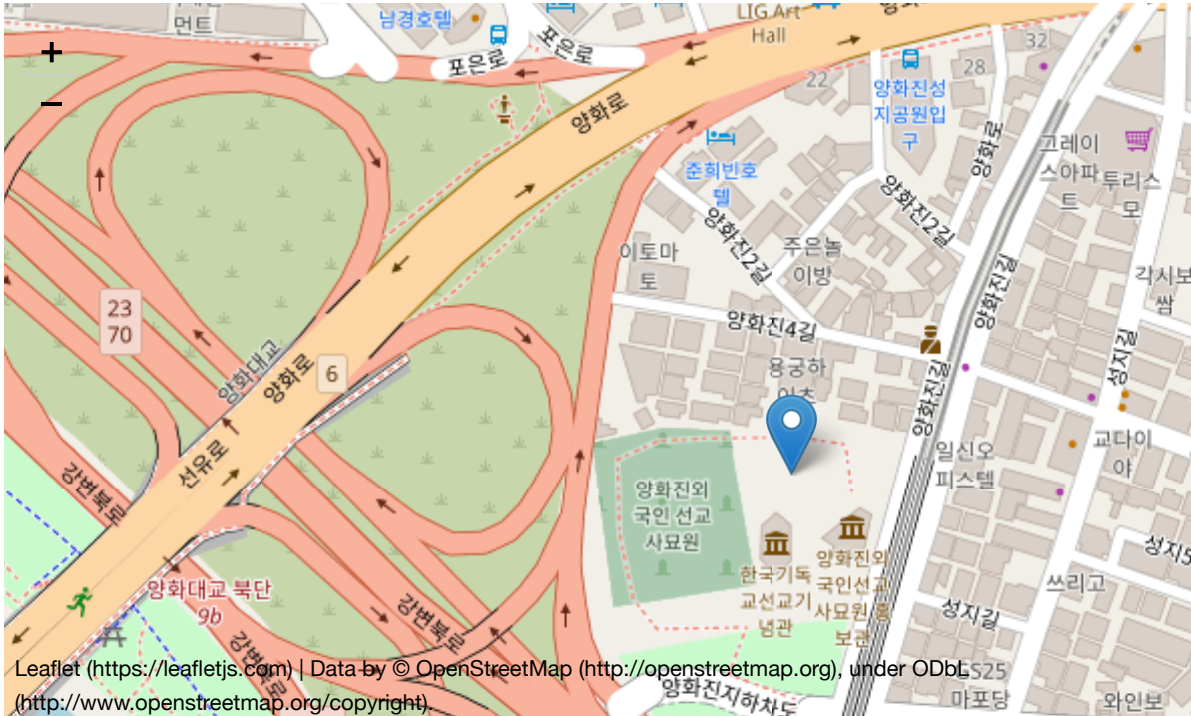 +
−
먼트
남경호텔
포은로
포은로
LIG Art
Hall
양화로
22
28
32
양화진성
지공원입
구
양화로
그레이
스아파
트
투리스
모
준희빈호
텔
양화진2길
양화진2길
이토마
토
주은놀
이방
양화진길
각시보
쌈
23
70
양화대교
양화로
6
양화진4길
용궁하
성지길
양화진길
선유로
강변북로
양화진외
국인 선교
사묘원
일신오
피스텔
교다이
야
한국기독
교선교기
념관
양화진외
국인선교
사묘원 홍
보관
양화대교 북단
9b
강변북로
강변북로
쓰리고
성지5
성지길
GS25
마포당
와인보
양화진지하차도
Leaflet (https://leafletjs.com) | Data by © OpenStreetMap (http://openstreetmap.org), under ODbL
(http://www.openstreetmap.org/copyright).